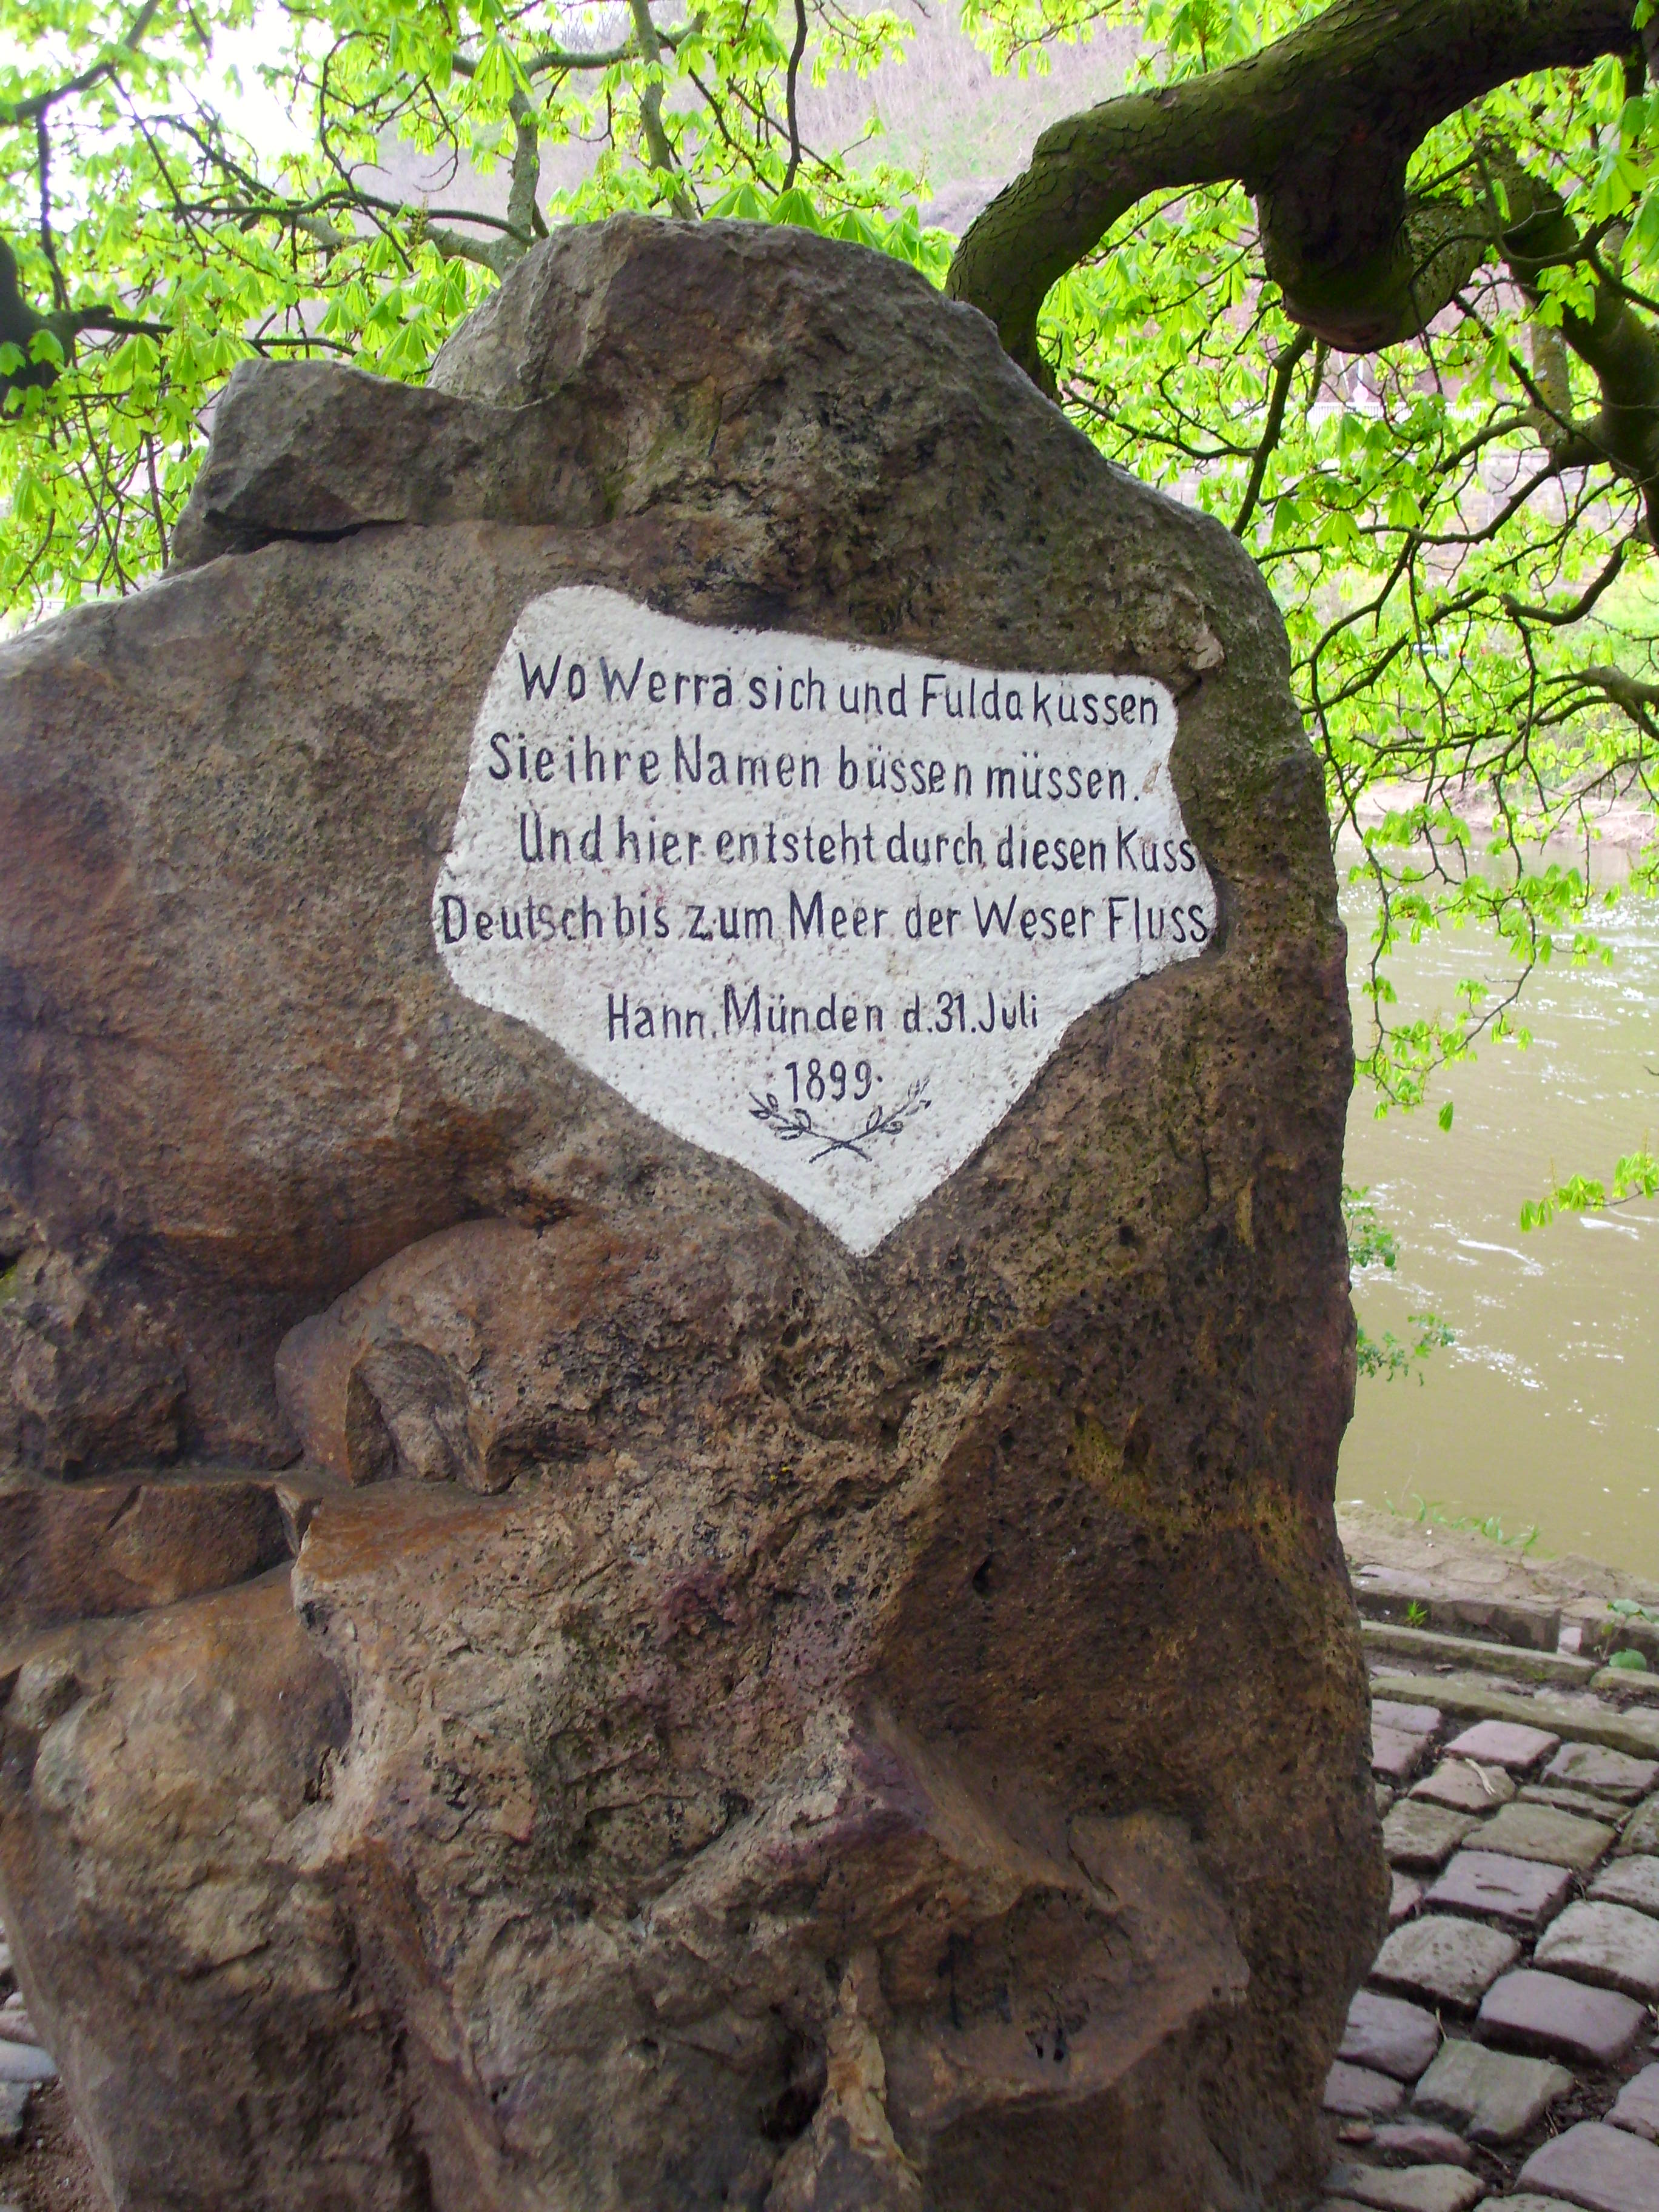 Wo Werra sich und Fulda küssen
Sie ihre Namen büssen müssen.
Und hier entsteht durch diesen Kuss
Deutsch bis zum Meer der Weser Fluss
Hann. Münden d. 31. Juli
1899.